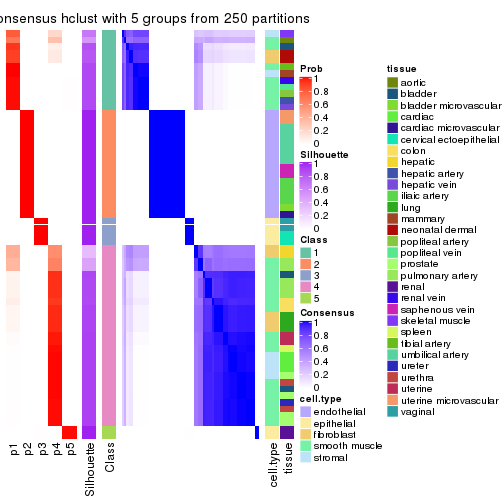 onsensus hclust with 5 groups from 250 partitions
p1
p2
p3
p4
p5
Silhouette
Class
cell.type
tissue
Prob
1
0.8
0.6
0.4
0.2
0
Silhouette
1
0.8
0.6
0.4
0.2
0
Class
1
2
3
4
5
Consensus
1
0.8
0.6
0.4
0.2
0
cell.type
endothelial
epithelial
fibroblast
smooth muscle
stromal
tissue
aortic
bladder
bladder microvascular
cardiac
cardiac microvascular
cervical ectoepithelial
colon
hepatic
hepatic artery
hepatic vein
iliaic artery
lung
mammary
neonatal dermal
popliteal artery
popliteal vein
prostate
pulmonary artery
renal
renal vein
saphenous vein
skeletal muscle
spleen
tibial artery
umbilical artery
ureter
urethra
uterine
uterine microvascular
vaginal